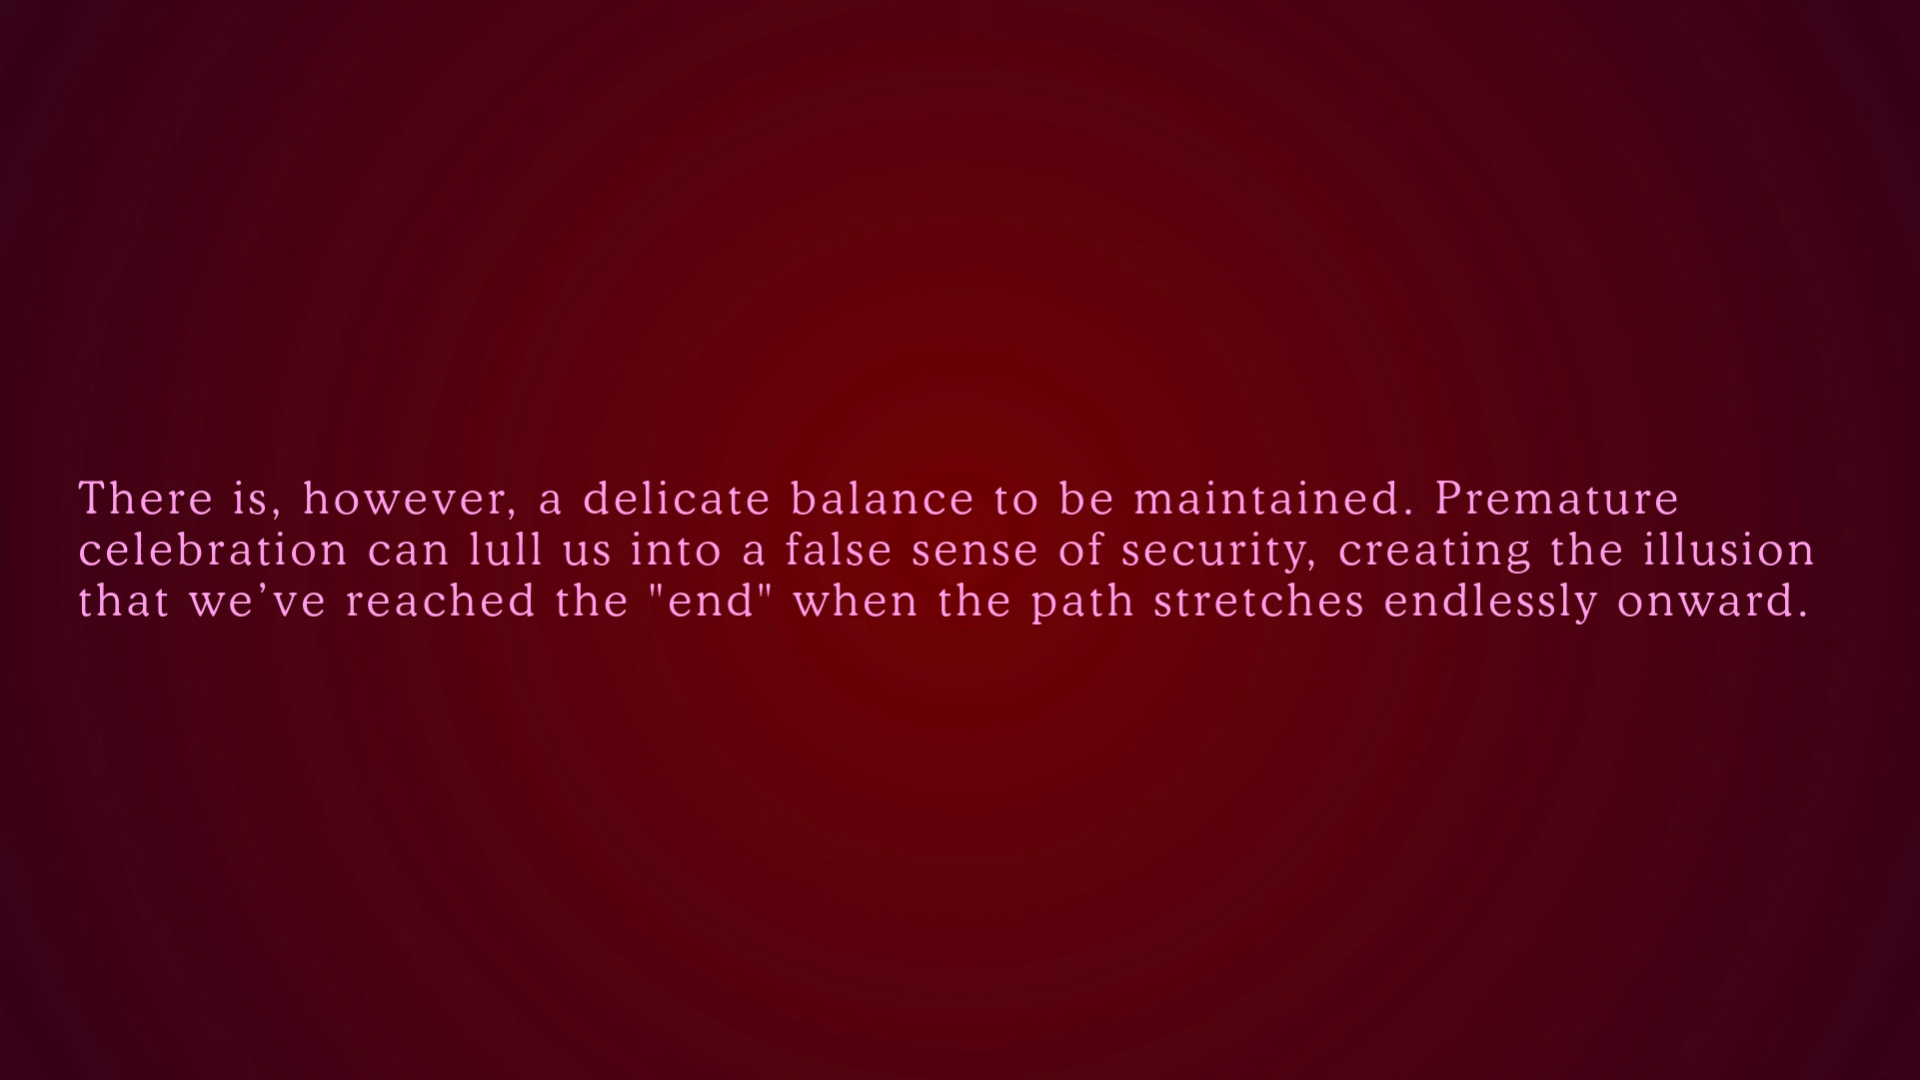 There is, however, a delicate balance to be maintained. Premature
celebration can lull us into a false sense of security, creating the illusion
that we’ve reached the "end" when the path stretches endlessly onward.